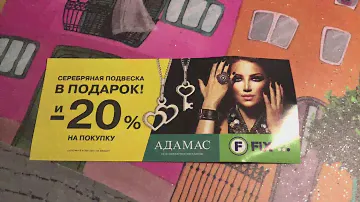 СЕРЕБРЯНАЯ ПОДВЕСКА
В ПОДАРОК!
И
-20%
НА ПОКУПКУ
АДАМАС
F